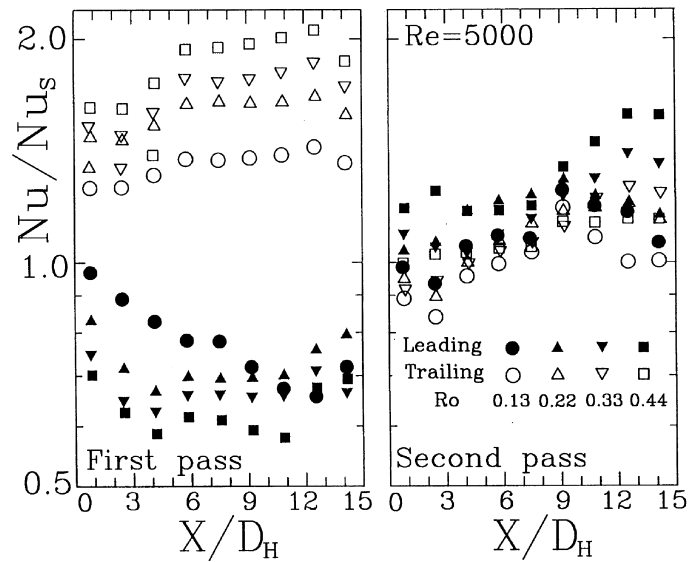 2.0
1.0
0.5
Nu/Nu_S
First pass
0 3 6 9 12 15
X/D_H
Re=5000
Leading
Trailing
Ro 0.13 0.22 0.33 0.44
Second pass
0 3 6 9 12 15
X/D_H